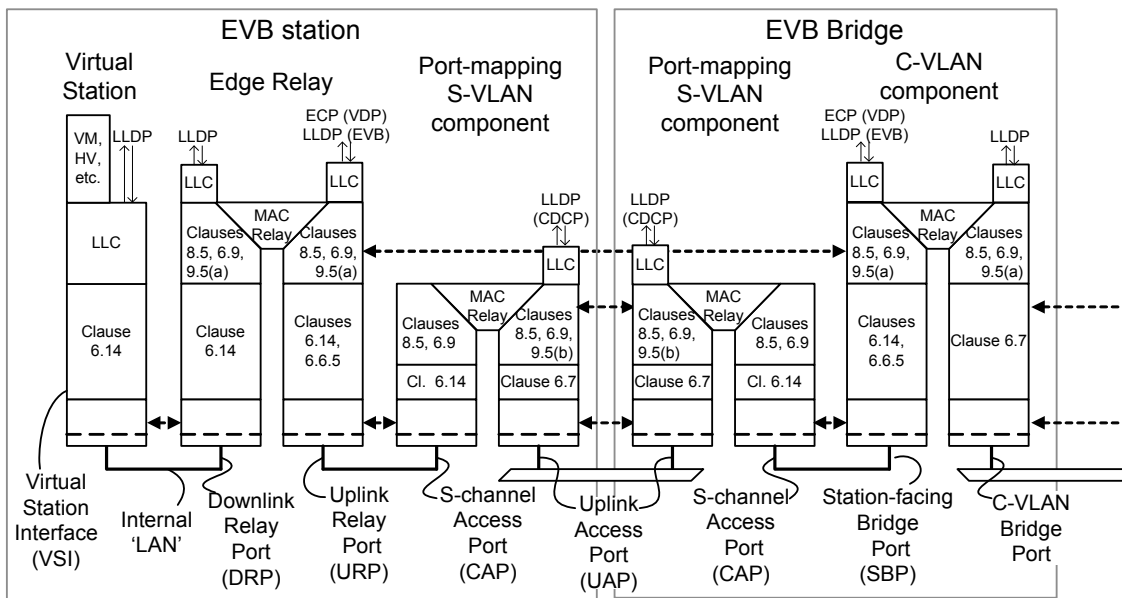 EVB station
EVB Bridge
Virtual
Station
Edge Relay
Port-mapping
S-VLAN
component
Port-mapping
S-VLAN
component
C-VLAN
component
VM,
HV,
etc.
LLDP
LLDP
ECP (VDP)
LLDP (EVB)
LLDP
(CDCP)
LLDP
(CDCP)
ECP (VDP)
LLDP (EVB)
LLDP
LLC
LLC
LLC
LLC
LLC
LLC
LLC
MAC
Relay
Clauses
8.5, 6.9,
9.5(a)
Clauses
8.5, 6.9,
9.5(a)
MAC
Relay
Clauses
8.5, 6.9
Clauses
8.5, 6.9,
9.5(b)
MAC
Relay
Clauses
8.5, 6.9,
9.5(b)
Clauses
8.5, 6.9
MAC
Relay
Clauses
8.5, 6.9,
9.5(a)
Clauses
8.5, 6.9,
9.5(a)
Clause
6.14
Clause
6.14
Clauses
6.14,
6.6.5
Cl. 6.14
Clause 6.7
Clause 6.7
Cl. 6.14
Clauses
6.14,
6.6.5
Clause 6.7
Virtual
Station
Interface
(VSI)
Internal
‘LAN’
Downlink
Relay
Port
(DRP)
Uplink
Relay
Port
(URP)
S-channel
Access
Port
(CAP)
Uplink
Access
Port
(UAP)
S-channel
Access
Port
(CAP)
Station-facing
Bridge
Port
(SBP)
C-VLAN
Bridge
Port